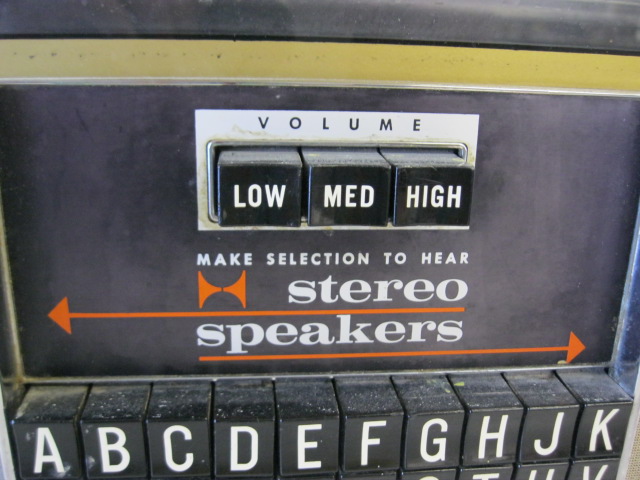 VOLUME
LOW MED HIGH
MAKE SELECTION TO HEAR
stereo
speakers
A B C D E F G H J K